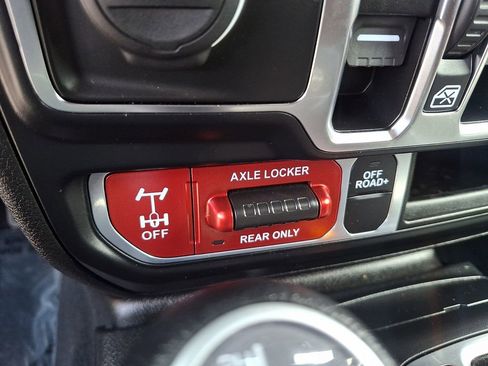 AXLE LOCKER
OFF
ROAD+
OFF
REAR ONLY